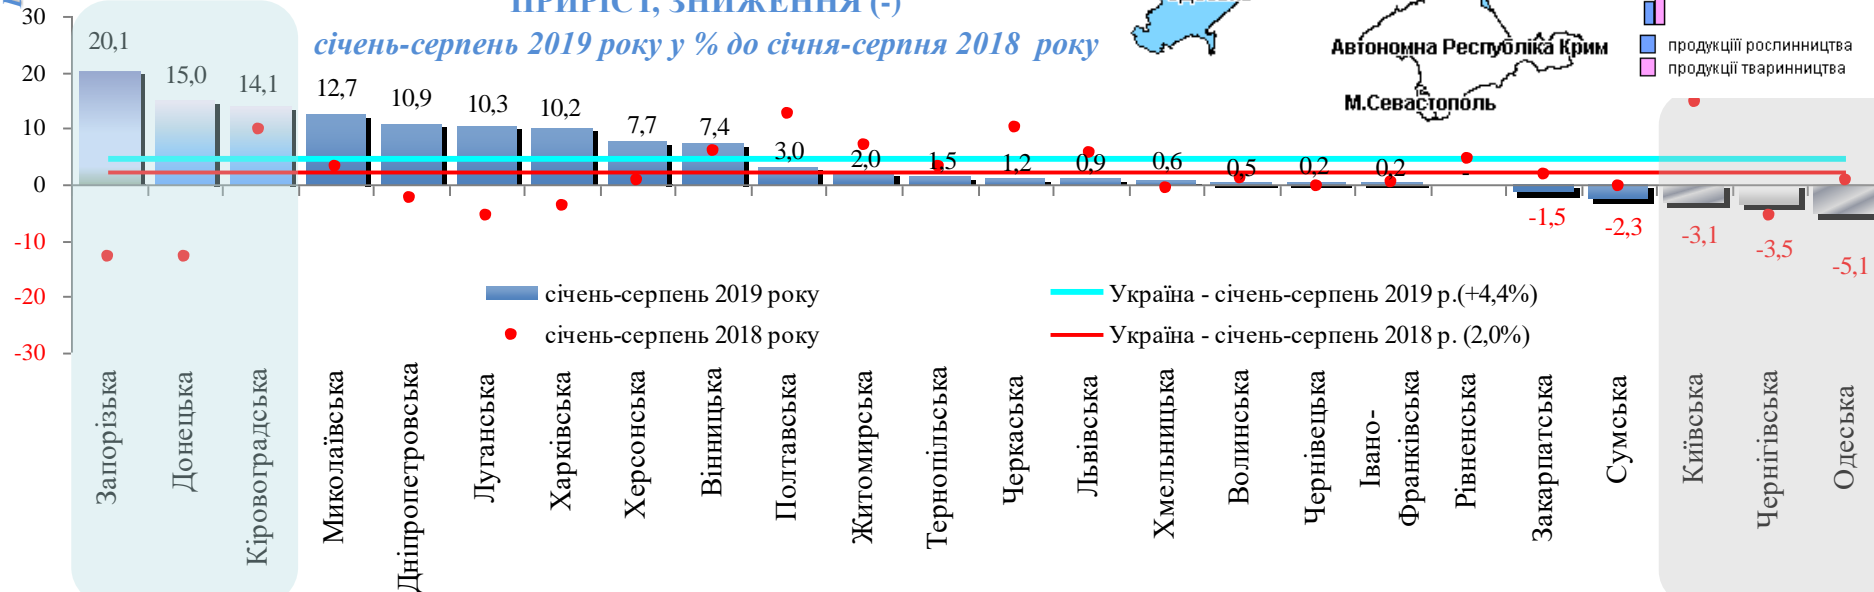 ПРИРІСТ, ЗНИЖЕННЯ (-)
січень-серпень 2019 року у % до січня-серпня 2018 року
Автономна Республіка Крим
М.Севастополь
продукціїї рослинництва
продукції тваринництва
30
20
10
0
-10
-20
-30
20,1
15,0
14,1
12,7
10,9
10,3
10,2
7,7
7,4
3,0
2,0
1,5
1,2
0,9
0,6
0,5
0,2
0,2
-
-1,5
-2,3
-3,1
-3,5
-5,1
січень-серпень 2019 року
Україна - січень-серпень 2019 р.(+4,4%)
січень-серпень 2018 року
Україна - січень-серпень 2018 р. (2,0%)
Запорізька
Донецька
Кіровоградська
Миколаївська
Дніпропетровська
Луганська
Харківська
Херсонська
Вінницька
Полтавська
Житомирська
Тернопільська
Черкаська
Львівська
Хмельницька
Волинська
Чернівецька
Івано-
Франківська
Рівненська
Закарпатська
Сумська
Київська
Чернігівська
Одеська